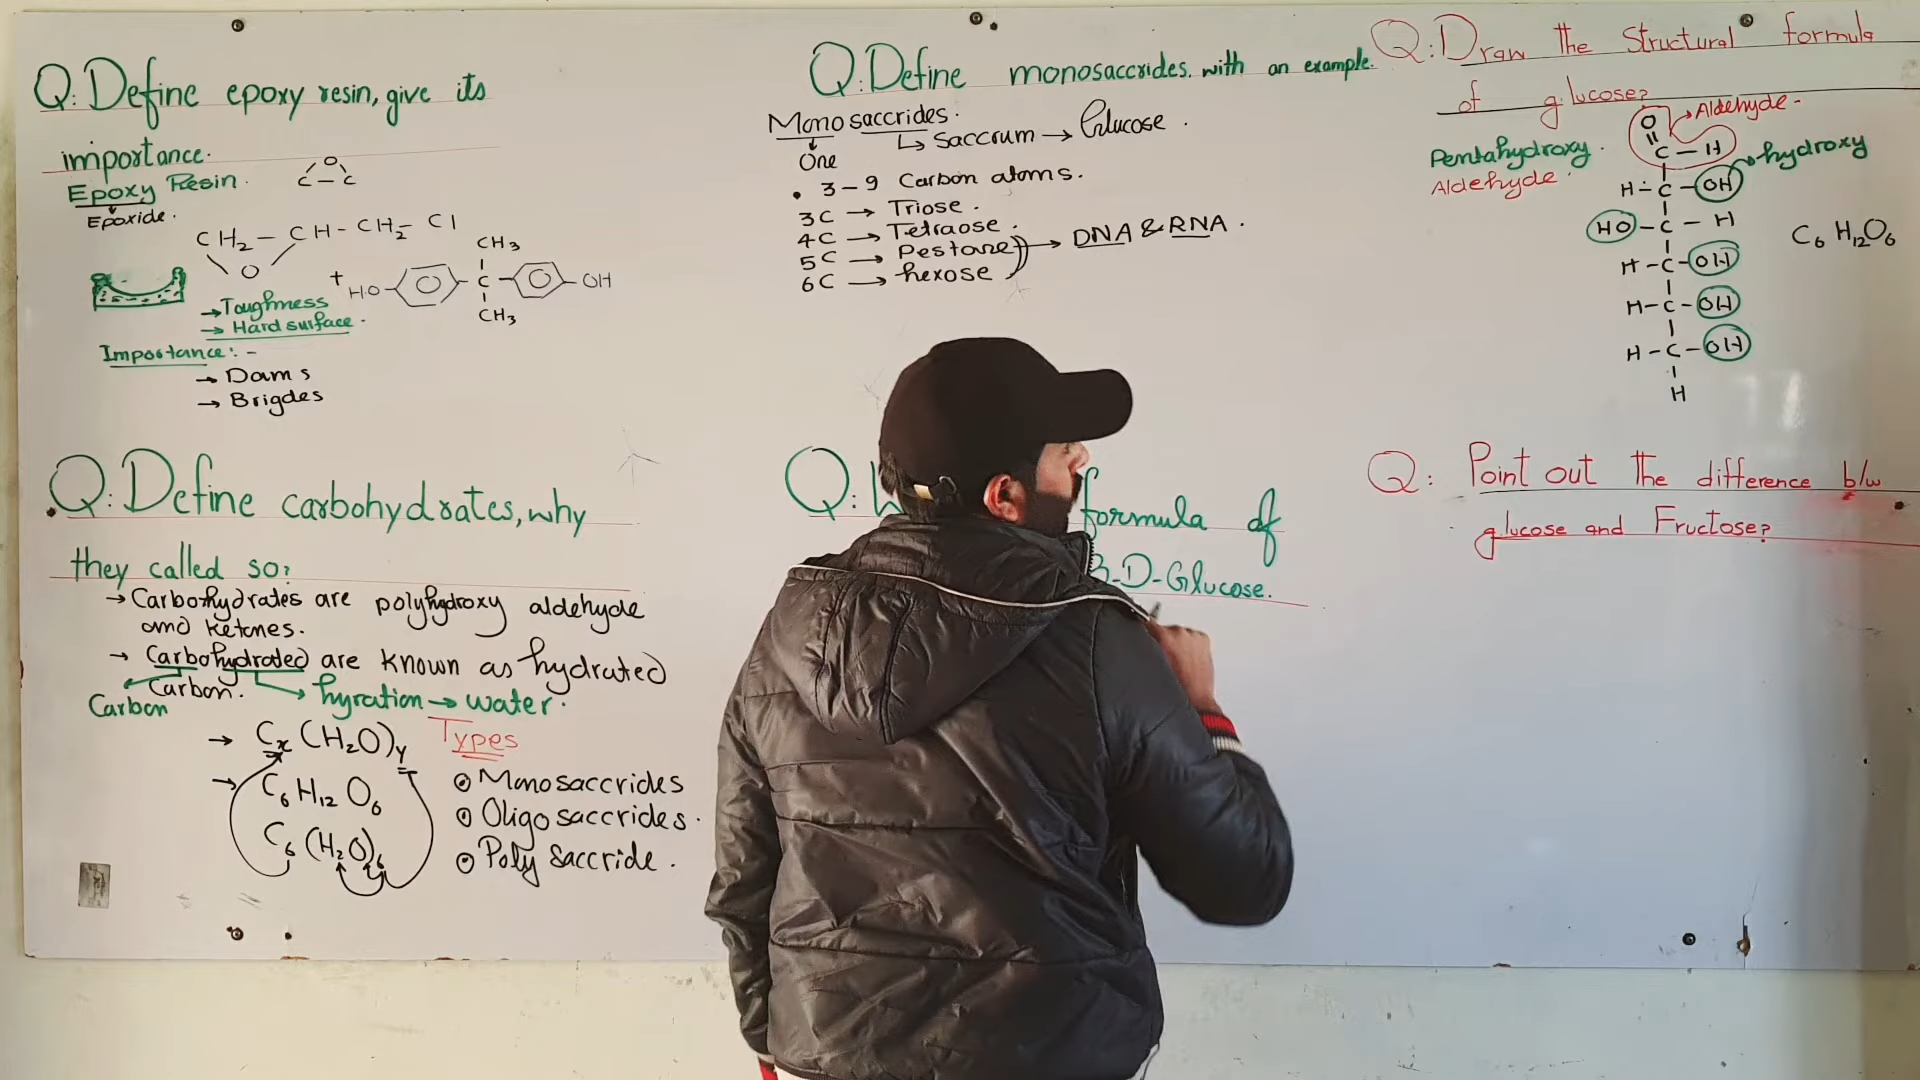 Q: Define epoxy resin, give its
importance.
Epoxy Resin.
Epoxide.
O
C - C
CH2 - CH - CH2 - Cl
O
+
HO
CH3
C
CH3
OH
→ Toughness
→ Hard surface.
Importance: -
→ Dams
→ Brigdes
Q: Define carbohydrates, why
they called so?
→ Carbohydrates are polyhydroxy aldehyde
and ketones.
→ Carbohydrated are known as hydrated
Carbon.
Carbon
hyration → water.
→ Cx(H2O)y
→ C6H12O6
C6(H2O)6
Types
Monosaccrides
Oligosaccrides.
Poly Saccride.
Q: Define monosaccrides. with an example.
Mono saccrides.
One
↳ Saccrum → Glucose.
. 3-9 Carbon atoms.
3C → Triose.
4C → Tetraose.
5C → Pestose
6C → hexose
→ DNA & RNA.
Q:
formula of
-D-Glucose.
Q: Draw the Structural formula
of glucose?
Pentahydroxy.
Aldehyde.
Aldehyde.
hydroxy
O
C - H
H - C - OH
HO - C - H
H - C - OH
H - C - OH
H - C - OH
H
C6H12O6
Q: Point out the difference b/w
glucose and Fructose?